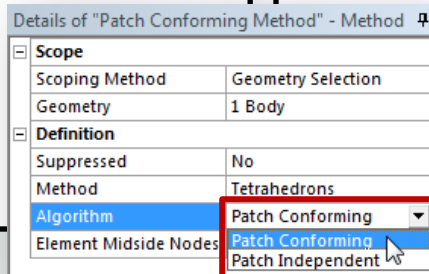 Details of "Patch Conforming Method" - Method
Scope
Scoping Method Geometry Selection
Geometry 1 Body
Definition
Suppressed No
Method Tetrahedrons
Algorithm Patch Conforming
Element Midside Nodes Patch Conforming
Patch Independent